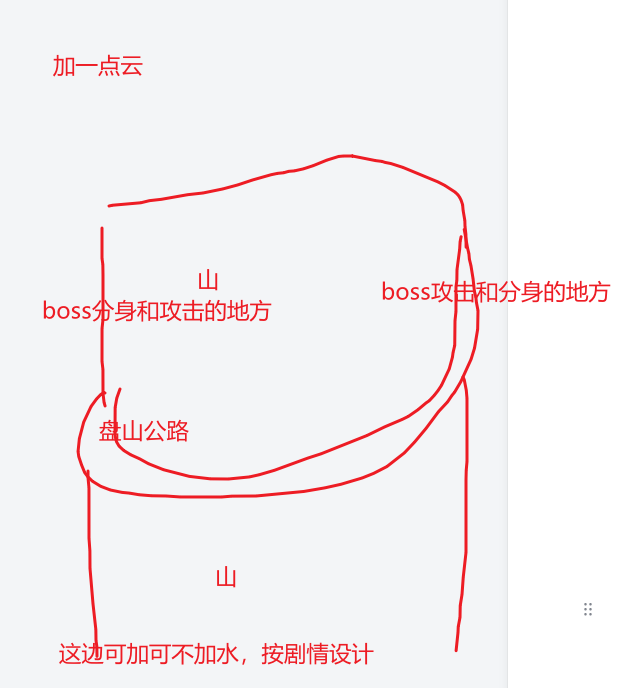 加一点云
山
boss分身和攻击的地方
boss攻击和分身的地方
盘山公路
山
这边可加可不加水，按剧情设计